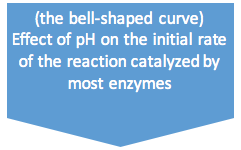 (the bell-shaped curve)
Effect of pH on the initial rate
of the reaction catalyzed by
most enzymes